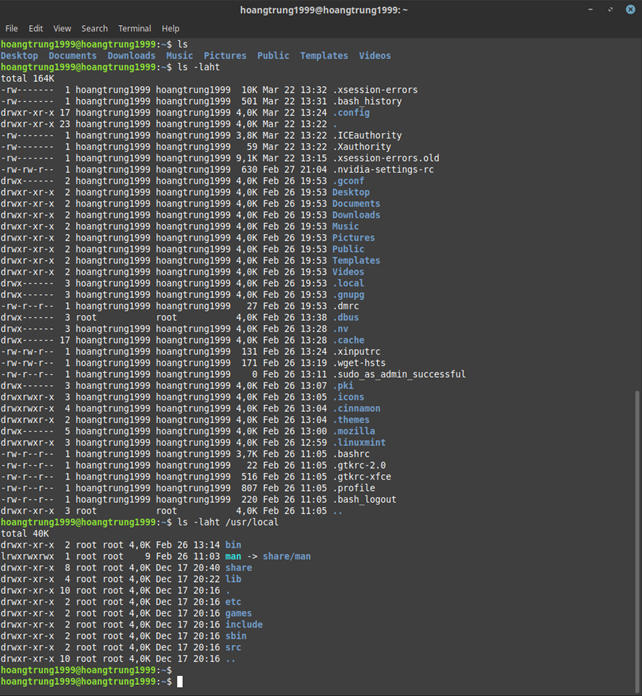 hoangtrung1999@hoangtrung1999: ~
File Edit View Search Terminal Help
hoangtrung1999@hoangtrung1999:~$ ls
Desktop  Documents  Downloads  Music  Pictures  Public  Templates  Videos
hoangtrung1999@hoangtrung1999:~$ ls -laht
total 164K
-rw-------  1 hoangtrung1999 hoangtrung1999  10K Mar 22 13:32 .xsession-errors
-rw-------  1 hoangtrung1999 hoangtrung1999  501 Mar 22 13:31 .bash_history
drwxr-xr-x 17 hoangtrung1999 hoangtrung1999 4,0K Mar 22 13:24 .config
drwxr-xr-x 23 hoangtrung1999 hoangtrung1999 4,0K Mar 22 13:22 .
-rw-------  1 hoangtrung1999 hoangtrung1999 3,8K Mar 22 13:22 .ICEauthority
-rw-------  1 hoangtrung1999 hoangtrung1999   59 Mar 22 13:22 .Xauthority
-rw-------  1 hoangtrung1999 hoangtrung1999 9,1K Mar 22 13:15 .xsession-errors.old
-rw-rw-r--  1 hoangtrung1999 hoangtrung1999  630 Feb 27 21:04 .nvidia-settings-rc
drwx------  2 hoangtrung1999 hoangtrung1999 4,0K Feb 26 19:53 .gconf
drwxr-xr-x  2 hoangtrung1999 hoangtrung1999 4,0K Feb 26 19:53 Desktop
drwxr-xr-x  2 hoangtrung1999 hoangtrung1999 4,0K Feb 26 19:53 Documents
drwxr-xr-x  2 hoangtrung1999 hoangtrung1999 4,0K Feb 26 19:53 Downloads
drwxr-xr-x  2 hoangtrung1999 hoangtrung1999 4,0K Feb 26 19:53 Music
drwxr-xr-x  2 hoangtrung1999 hoangtrung1999 4,0K Feb 26 19:53 Pictures
drwxr-xr-x  2 hoangtrung1999 hoangtrung1999 4,0K Feb 26 19:53 Public
drwxr-xr-x  2 hoangtrung1999 hoangtrung1999 4,0K Feb 26 19:53 Templates
drwxr-xr-x  2 hoangtrung1999 hoangtrung1999 4,0K Feb 26 19:53 Videos
drwx------  3 hoangtrung1999 hoangtrung1999 4,0K Feb 26 19:53 .local
drwx------  3 hoangtrung1999 hoangtrung1999 4,0K Feb 26 19:53 .gnupg
-rw-r--r--  1 hoangtrung1999 hoangtrung1999   27 Feb 26 19:53 .dmrc
drwx------  3 root           root           4,0K Feb 26 13:38 .dbus
drwx------  3 hoangtrung1999 hoangtrung1999 4,0K Feb 26 13:28 .nv
drwx------ 17 hoangtrung1999 hoangtrung1999 4,0K Feb 26 13:28 .cache
-rw-rw-r--  1 hoangtrung1999 hoangtrung1999  131 Feb 26 13:24 .xinputrc
-rw-rw-r--  1 hoangtrung1999 hoangtrung1999  171 Feb 26 13:19 .wget-hsts
-rw-r--r--  1 hoangtrung1999 hoangtrung1999    0 Feb 26 13:11 .sudo_as_admin_successful
drwx------  3 hoangtrung1999 hoangtrung1999 4,0K Feb 26 13:07 .pki
drwxrwxr-x  3 hoangtrung1999 hoangtrung1999 4,0K Feb 26 13:05 .icons
drwxrwxr-x  4 hoangtrung1999 hoangtrung1999 4,0K Feb 26 13:04 .cinnamon
drwxrwxr-x  2 hoangtrung1999 hoangtrung1999 4,0K Feb 26 13:04 .themes
drwx------  5 hoangtrung1999 hoangtrung1999 4,0K Feb 26 13:00 .mozilla
drwxrwxr-x  3 hoangtrung1999 hoangtrung1999 4,0K Feb 26 12:59 .linuxmint
-rw-r--r--  1 hoangtrung1999 hoangtrung1999 3,7K Feb 26 11:05 .bashrc
-rw-r--r--  1 hoangtrung1999 hoangtrung1999   22 Feb 26 11:05 .gtkrc-2.0
-rw-r--r--  1 hoangtrung1999 hoangtrung1999  516 Feb 26 11:05 .gtkrc-xfce
-rw-r--r--  1 hoangtrung1999 hoangtrung1999  807 Feb 26 11:05 .profile
-rw-r--r--  1 hoangtrung1999 hoangtrung1999  220 Feb 26 11:05 .bash_logout
drwxr-xr-x  3 root           root           4,0K Feb 26 11:05 ..
hoangtrung1999@hoangtrung1999:~$ ls -laht /usr/local
total 40K
drwxr-xr-x  2 root root 4,0K Feb 26 13:14 bin
lrwxrwxrwx  1 root root    9 Feb 26 11:03 man -> share/man
drwxr-xr-x  8 root root 4,0K Dec 17 20:40 share
drwxr-xr-x  4 root root 4,0K Dec 17 20:22 lib
drwxr-xr-x 10 root root 4,0K Dec 17 20:16 .
drwxr-xr-x  2 root root 4,0K Dec 17 20:16 etc
drwxr-xr-x  2 root root 4,0K Dec 17 20:16 games
drwxr-xr-x  2 root root 4,0K Dec 17 20:16 include
drwxr-xr-x  2 root root 4,0K Dec 17 20:16 sbin
drwxr-xr-x  2 root root 4,0K Dec 17 20:16 src
drwxr-xr-x 10 root root 4,0K Dec 17 20:16 ..
hoangtrung1999@hoangtrung1999:~$
hoangtrung1999@hoangtrung1999:~$